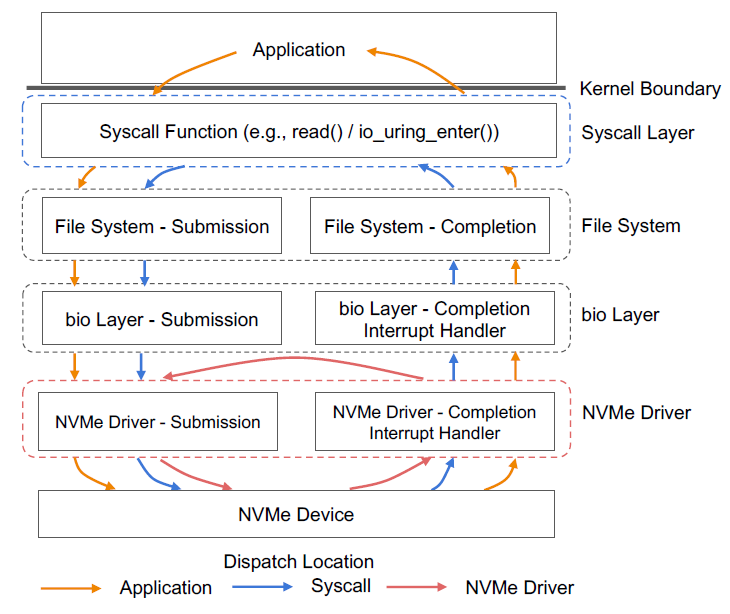 Application
Kernel Boundary
Syscall Function (e.g., read() / io_uring_enter())
Syscall Layer
File System - Submission
File System - Completion
File System
bio Layer - Submission
bio Layer - Completion
Interrupt Handler
bio Layer
NVMe Driver - Submission
NVMe Driver - Completion
Interrupt Handler
NVMe Driver
NVMe Device
Dispatch Location
Application
Syscall
NVMe Driver